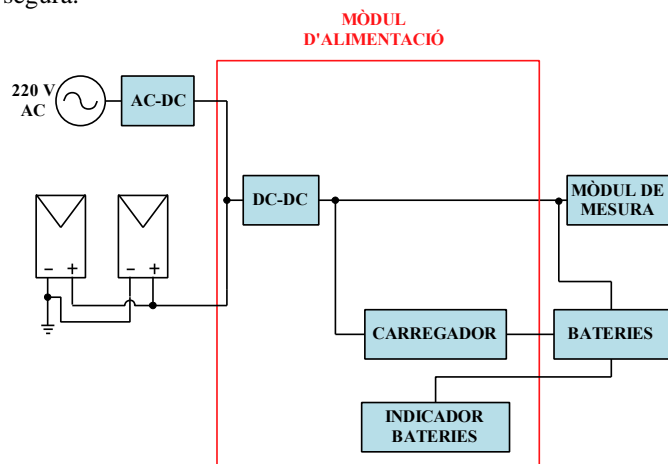 segura.
MÒDUL
D'ALIMENTACIÓ
220 V
AC
AC-DC
DC-DC
MÒDUL DE
MESURA
- +
- +
CARREGADOR
BATERIES
INDICADOR
BATERIES